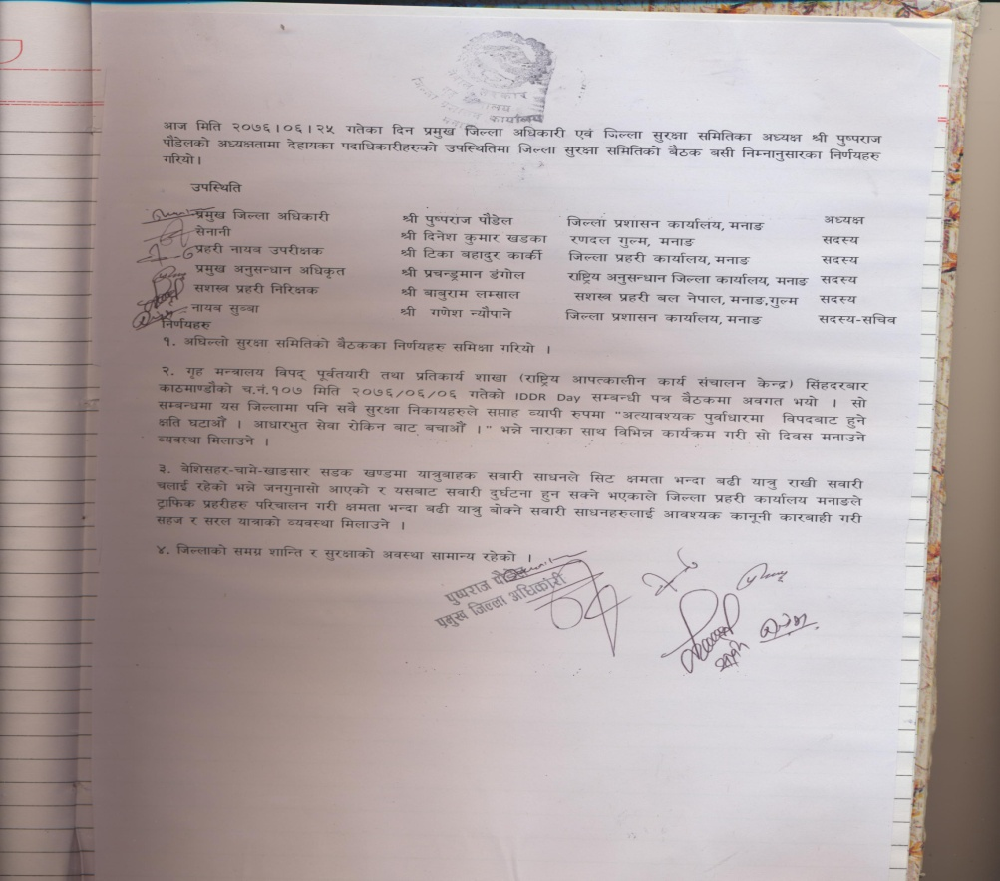 आज मिति २०७६।०६।२५ गतेका दिन प्रमुख जिल्ला अधिकारी एवं जिल्ला सुरक्षा समितिका अध्यक्ष श्री पुष्पराज
पौडेलको अध्यक्षतामा देहायका पदाधिकारीहरुको उपस्थितिमा जिल्ला सुरक्षा समितिको बैठक बसी निम्नानुसारका निर्णयहरु
गरियो।
उपस्थिति
प्रमुख जिल्ला अधिकारी श्री पुष्पराज पौडेल जिल्ला प्रशासन कार्यालय, मनाङ अध्यक्ष
सेनानी श्री दिनेश कुमार खडका रणदल गुल्म, मनाङ सदस्य
प्रहरी नायव उपरीक्षक श्री टिका बहादुर कार्की जिल्ला प्रहरी कार्यालय, मनाङ सदस्य
प्रमुख अनुसन्धान अधिकृत श्री प्रचन्ड्रमान डंगोल राष्ट्रिय अनुसन्धान जिल्ला कार्यालय, मनाङ सदस्य
सशस्त्र प्रहरी निरिक्षक श्री बाबुराम लम्साल सशस्त्र प्रहरी बल नेपाल, मनाङ,गुल्म सदस्य
नायव सुब्बा श्री गणेश न्यौपाने जिल्ला प्रशासन कार्यालय, मनाङ सदस्य-सचिव
निर्णयहरु
१. अघिल्लो सुरक्षा समितिको बैठकका निर्णयहरु समिक्षा गरियो ।
२. गृह मन्त्रालय विपद् पूर्वतयारी तथा प्रतिकार्य शाखा (राष्ट्रिय आपत्कालीन कार्य संचालन केन्द्र) सिंहदरबार
काठमाण्डौको च.नं.१०७ मिति २०७६/०६/०६ गतेको IDDR Day सम्बन्धी पत्र बैठकमा अवगत भयो । सो
सम्बन्धमा यस जिल्लामा पनि सवै सुरक्षा निकायहरुले सप्ताह व्यापी रुपमा "अत्यावश्यक पुर्वाधारमा विपदबाट हुने
क्षति घटाऔं । आधारभुत सेवा रोकिन बाट बचाऔं ।" भन्ने नाराका साथ विभिन्न कार्यक्रम गरी सो दिवस मनाउने
व्यवस्था मिलाउने ।
३. बेशिसहर-चामे-खाङसार सडक खण्डमा यात्रुबाहक सवारी साधनले सिट क्षमता भन्दा बढी यात्रु राखी सवारी
चलाई रहेको भन्ने जनगुनासो आएको र यसबाट सवारी दुर्घटना हुन सक्ने भएकाले जिल्ला प्रहरी कार्यालय मनाङले
ट्राफिक प्रहरीहरु परिचालन गरी क्षमता भन्दा बढी यात्रु बोक्ने सवारी साधनहरुलाई आवश्यक कानूनी कारबाही गरी
सहज र सरल यात्राको व्यवस्था मिलाउने ।
४. जिल्लाको समग्र शान्ति र सुरक्षाको अवस्था सामान्य रहेको ।
पुष्पराज पौडेल
प्रमुख जिल्ला अधिकारी